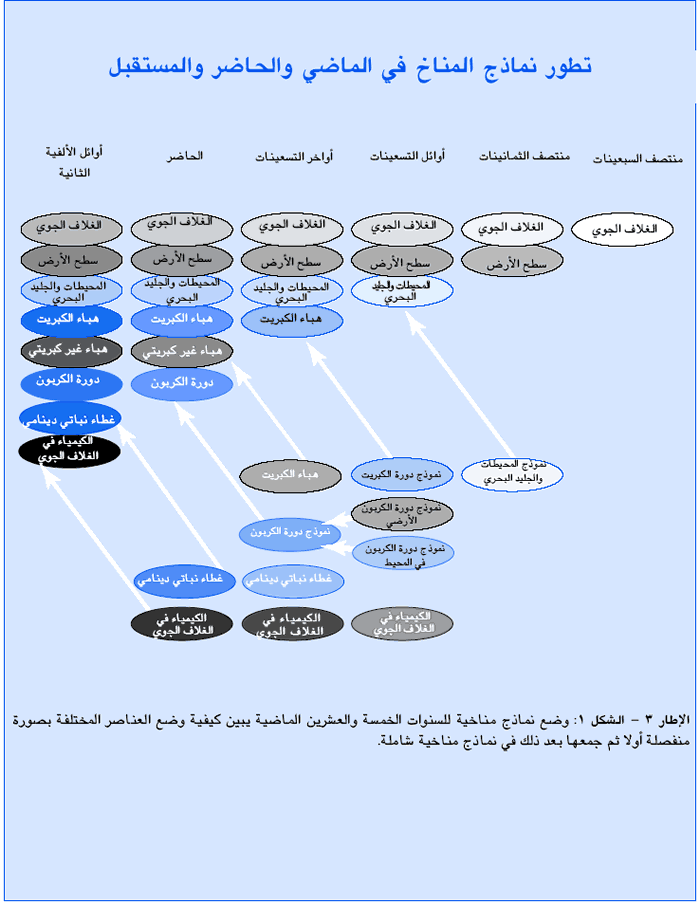 تطور نماذج المناخ في الماضي والحاضر والمستقبل
منتصف السبعينات
منتصف الثمانينات
أوائل التسعينات
أواخر التسعينات
الحاضر
أوائل الألفية
الثانية
الغلاف الجوي
الغلاف الجوي
الغلاف الجوي
الغلاف الجوي
الغلاف الجوي
الغلاف الجوي
سطح الأرض
سطح الأرض
سطح الأرض
سطح الأرض
سطح الأرض
المحيطات والجليد
البحري
المحيطات والجليد
البحري
المحيطات والجليد
البحري
المحيطات والجليد
البحري
هباء الكبريت
هباء الكبريت
هباء الكبريت
هباء غير كبريتي
هباء غير كبريتي
دورة الكربون
دورة الكربون
غطاء نباتي دينامي
الكيمياء في
الغلاف الجوي
نموذج المحيطات
والجليد البحري
نموذج دورة الكبريت
هباء الكبريت
نموذج دورة الكربون
الأرضي
نموذج دورة الكربون
نموذج دورة الكربون
في المحيط
غطاء نباتي دينامي
غطاء نباتي دينامي
الكيمياء في
الغلاف الجوي
الكيمياء في
الغلاف الجوي
الكيمياء في
الغلاف الجوي
الإطار ٣ – الشكل ١: وضع نماذج مناخية للسنوات الخمسة والعشرين الماضية يبين كيفية وضع العناصر المختلفة بصورة
منفصلة أولا ثم جمعها بعد ذلك في نماذج مناخية شاملة.